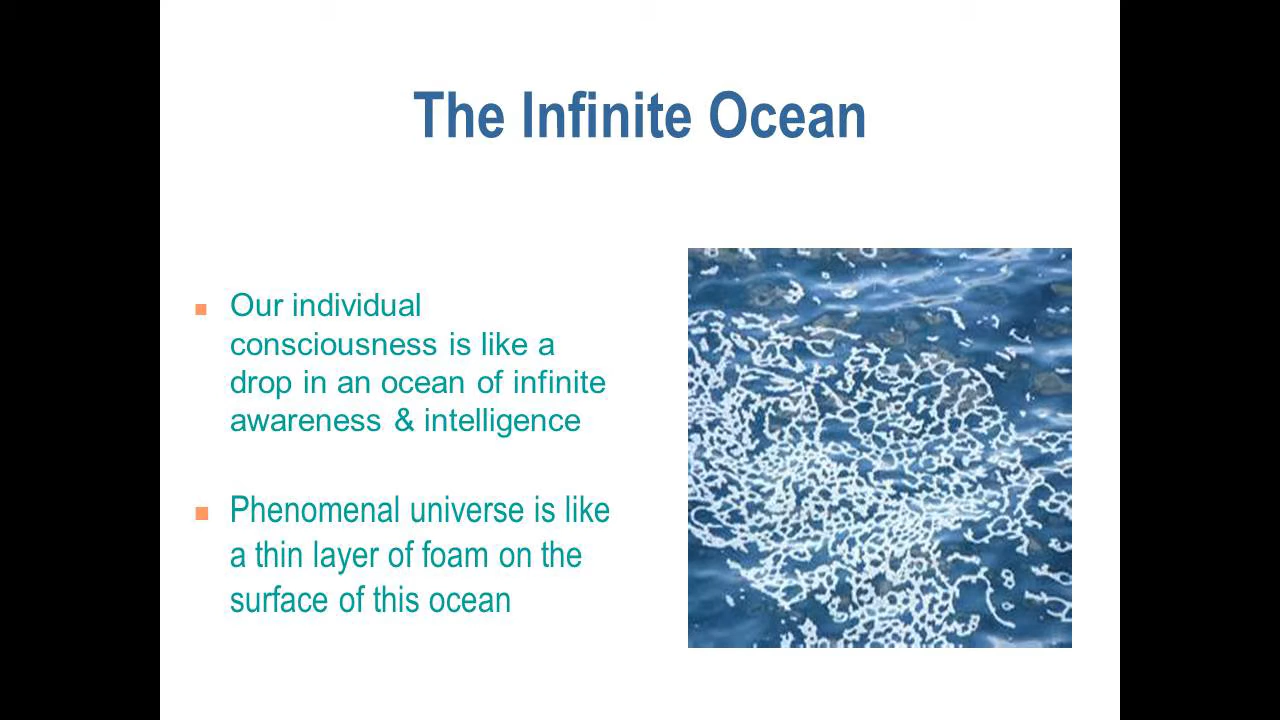 The Infinite Ocean
Our individual
consciousness is like a
drop in an ocean of infinite
awareness & intelligence
Phenomenal universe is like
a thin layer of foam on the
surface of this ocean